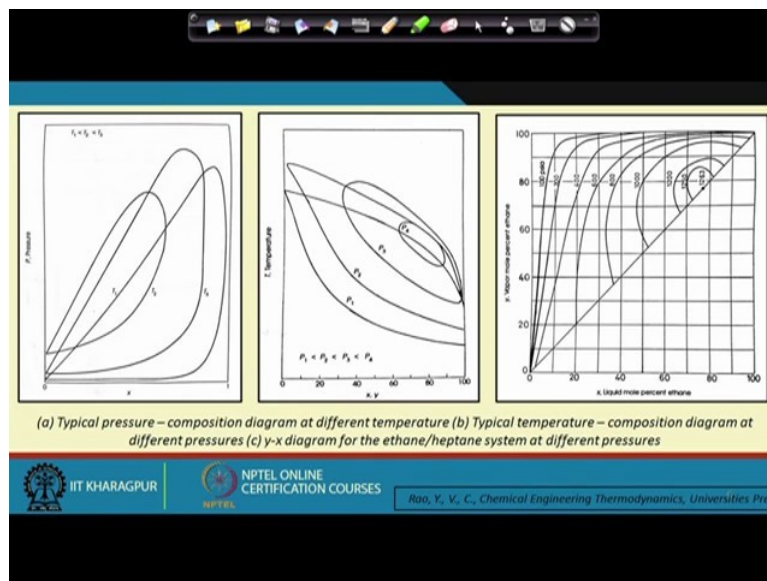 T₁ < T₂ < T₃
P, Pressure
T₁
T₂
T₃
0
x
1
T, Temperature
P₄
P₃
P₂
P₁
P₁ < P₂ < P₃ < P₄
0
20
40
60
80
100
x, y
y, Vapor mole percent ethane
100
80
60
40
20
0
100 psia
800
1000
1263
0
20
40
60
80
100
x, Liquid mole percent ethane
(a) Typical pressure – composition diagram at different temperature (b) Typical temperature – composition diagram at
different pressures (c) y-x diagram for the ethane/heptane system at different pressures
IIT KHARAGPUR
NPTEL
NPTEL ONLINE
CERTIFICATION COURSES
Rao, Y., V., C., Chemical Engineering Thermodynamics, Universities Pre